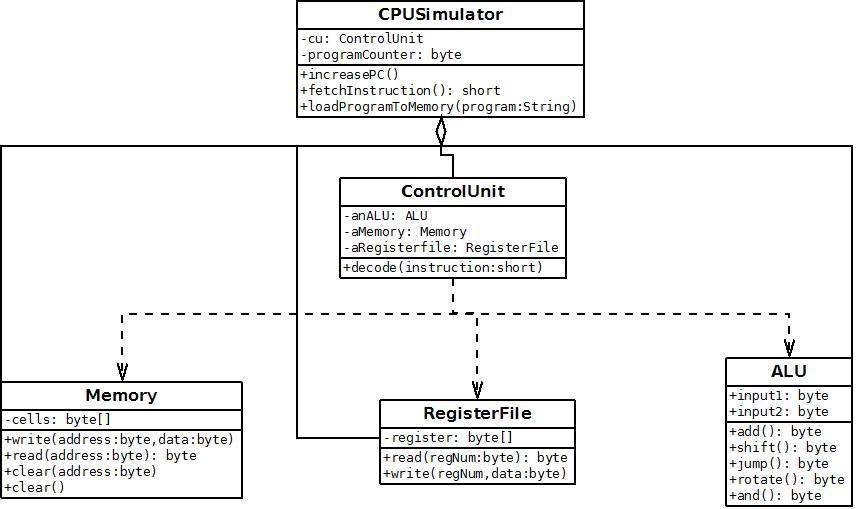 CPUSimulator
-cu: ControlUnit
-programCounter: byte
+increasePC()
+fetchInstruction(): short
+loadProgramToMemory(program:String)
ControlUnit
-anALU: ALU
-aMemory: Memory
-aRegisterfile: RegisterFile
+decode(instruction:short)
Memory
-cells: byte[]
+write(address:byte,data:byte)
+read(address:byte): byte
+clear(address:byte)
+clear()
RegisterFile
-register: byte[]
+read(regNum:byte): byte
+write(regNum,data:byte)
ALU
+input1: byte
+input2: byte
+add(): byte
+shift(): byte
+jump(): byte
+rotate(): byte
+and(): byte